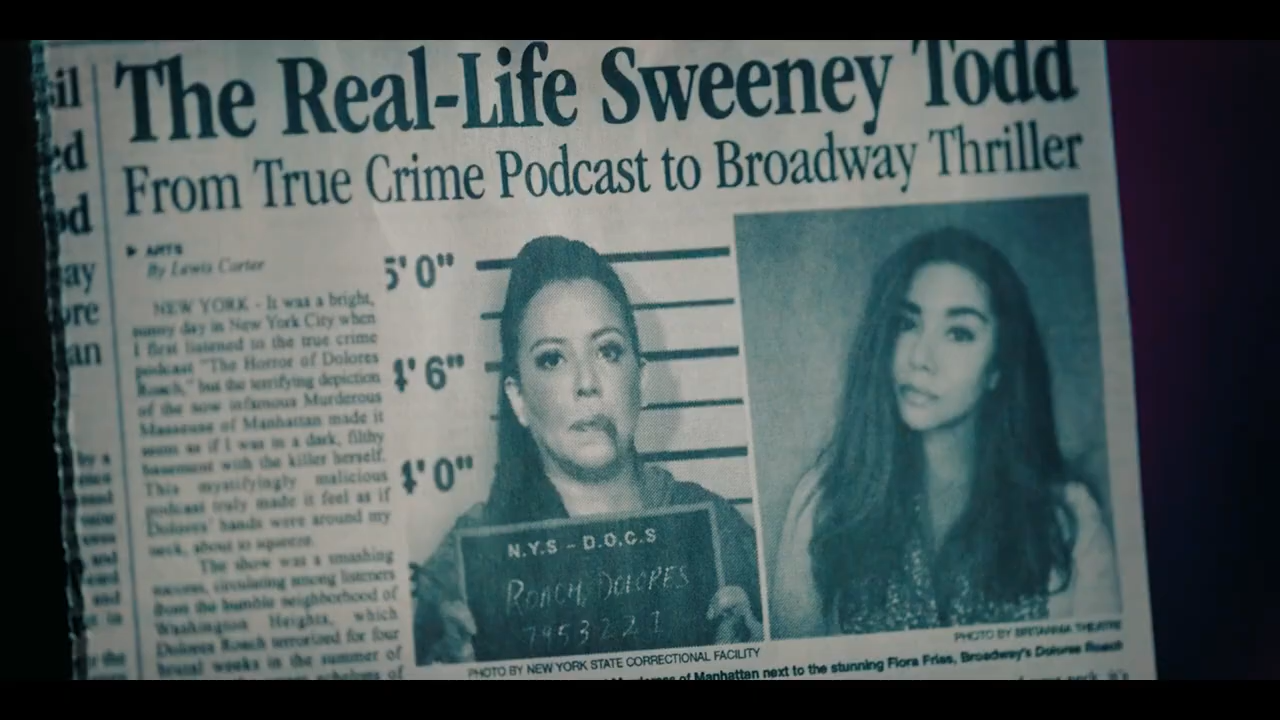 The Real-Life Sweeney Todd
From True Crime Podcast to Broadway Thriller
il
ed
od
ay
ore
an
ARTS
By Lewis Carter
NEW YORK - It was a bright,
sunny day in New York City when
I first listened to the true crime
podcast "The Horror of Dolores
Roach," but the terrifying depiction
of the now infamous Murderous
Masseuse of Manhattan made it
seem as if I was in a dark, filthy
basement with the killer herself.
This mystifyingly malicious
podcast truly made it feel as if
Dolores' hands were around my
neck, about to squeeze.
The show was a smashing
success, circulating among listeners
from the humble neighborhood of
Washington Heights, which
Dolores Roach terrorized for four
brutal weeks in the summer of
5' 0"
4' 6"
4' 0"
N.Y.S - D.O.C.S
ROACH, DOLORES
7953227
PHOTO BY NEW YORK STATE CORRECTIONAL FACILITY
PHOTO BY BRITANNIA THEATRE
of Manhattan next to the stunning Flora Frias, Broadway's Dolores Roach